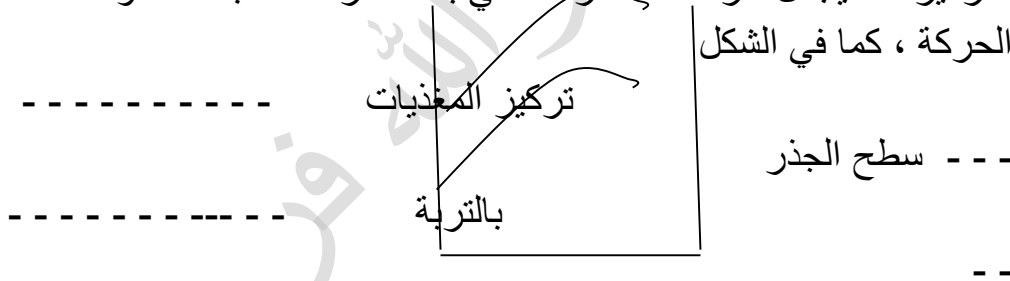 الحركة ، كما في الشكل
تركيز المغذيات - - - - - - - - - -
- - - سطح الجذر
بالتربة - - --- - - - - - - -
- -